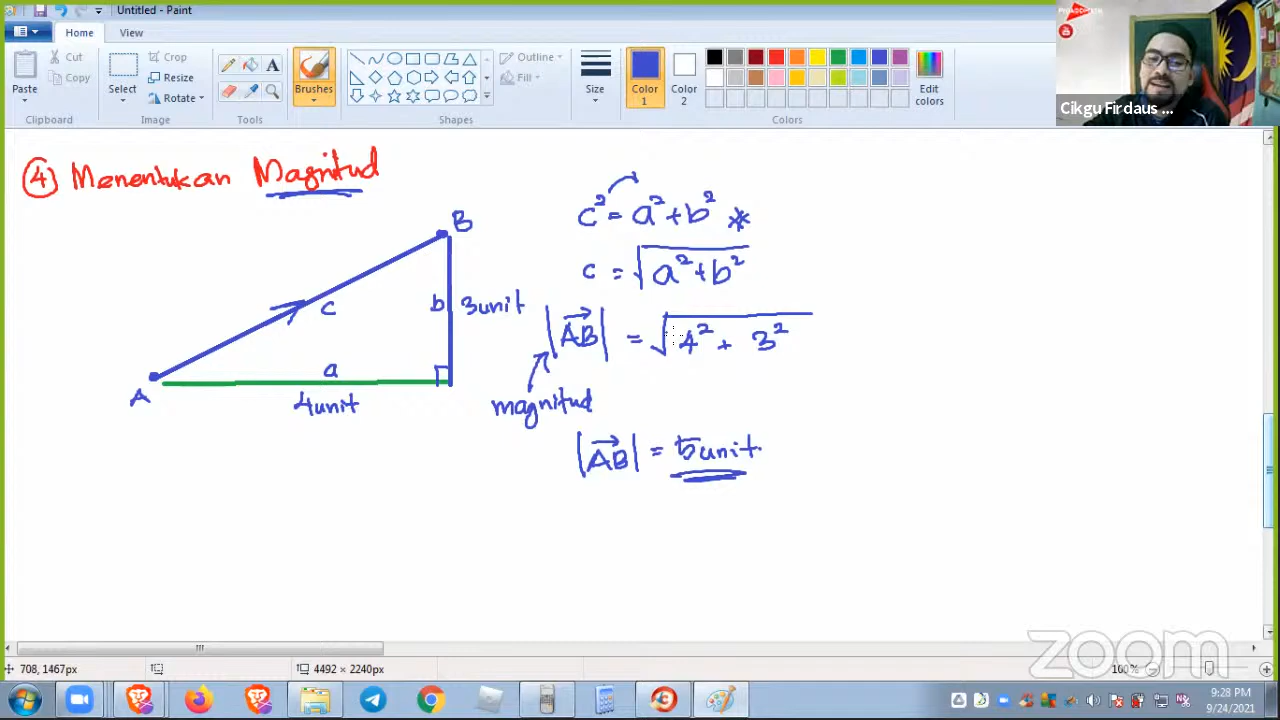 Untitled - Paint
Home View
Paste
Cut
Copy
Clipboard
Select
Crop
Resize
Rotate
Image
A
Tools
Brushes
Outline
Fill
Shapes
Size
Color 1
Color 2
Edit colors
Colors
Cikgu Firdaus ...
④ Menentukan Magnitud
B
c
b 3unit
a
A
4unit
c² = a² + b² *
c = √a² + b²
|AB| = √4² + 3²
magnitud
|AB| = 5unit
zoom
708, 1467px
4492 × 2240px
100%
9:28 PM
9/24/2021